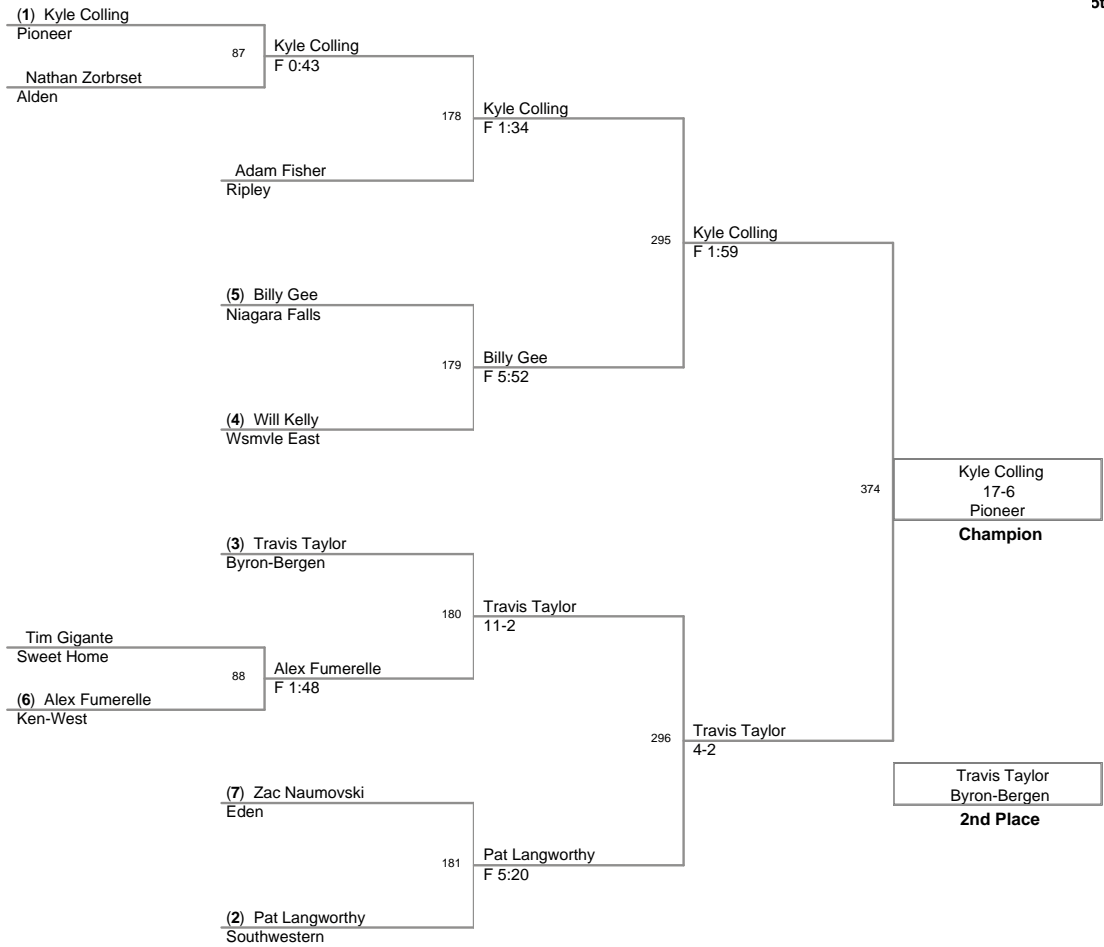 (1) Kyle Colling
Pioneer
87
Nathan Zorbrset
Alden
Kyle Colling
F 0:43
178
Adam Fisher
Ripley
Kyle Colling
F 1:34
295
(5) Billy Gee
Niagara Falls
179
(4) Will Kelly
Wsmvle East
Billy Gee
F 5:52
Kyle Colling
F 1:59
374
(3) Travis Taylor
Byron-Bergen
180
Tim Gigante
Sweet Home
88
(6) Alex Fumerelle
Ken-West
Alex Fumerelle
F 1:48
Travis Taylor
11-2
296
(7) Zac Naumovski
Eden
181
(2) Pat Langworthy
Southwestern
Pat Langworthy
F 5:20
Travis Taylor
4-2
Kyle Colling
17-6
Pioneer
Champion
Travis Taylor
Byron-Bergen
2nd Place